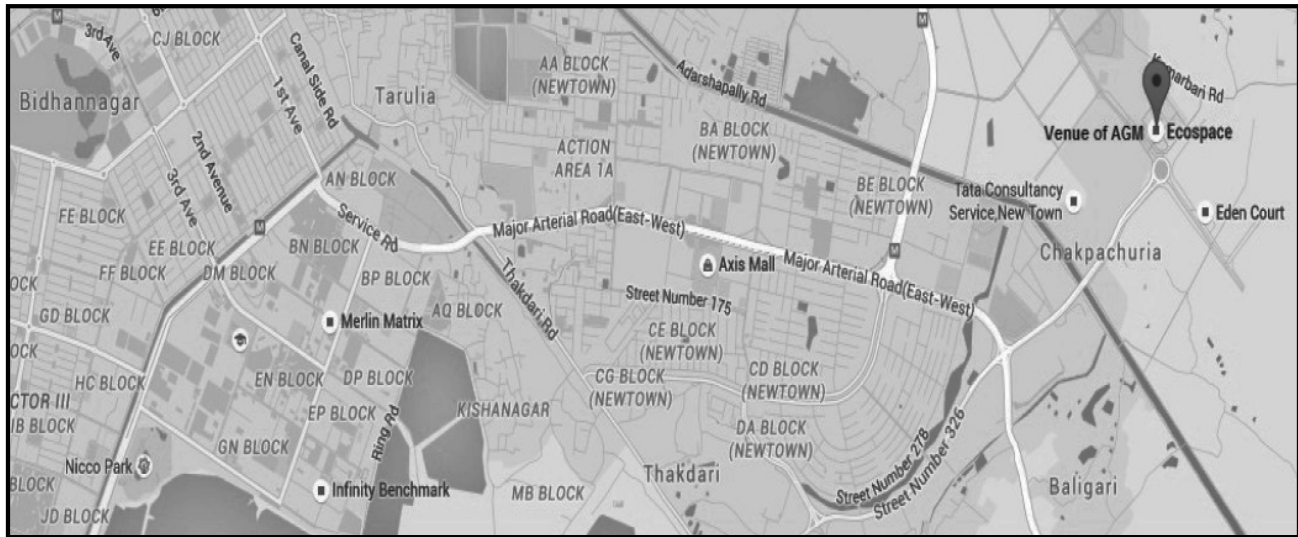 3rd Ave
CJ BLOCK
Bidhannagar
1st Ave
Canal Side Rd
Tarulia
AA BLOCK
(NEWTOWN)
Adarshapally Rd
Venue of AGM
Ecospace
2nd Avenue
3rd Ave
AN BLOCK
ACTION
AREA 1A
BA BLOCK
(NEWTOWN)
BE BLOCK
(NEWTOWN)
Tata Consultancy
Service,New Town
Eden Court
FE BLOCK
EE BLOCK
BN BLOCK
Service Rd
Major Arterial Road(East-West)
Chakpachuria
FF BLOCK
DM BLOCK
BP BLOCK
Axis Mall
Major Arterial Road(East-West)
OCK
GD BLOCK
Merlin Matrix
AQ BLOCK
Thakdari Rd
Street Number 175
CE BLOCK
(NEWTOWN)
OCK
HC BLOCK
EN BLOCK
DP BLOCK
CG BLOCK
(NEWTOWN)
CD BLOCK
(NEWTOWN)
CTOR III
IB BLOCK
EP BLOCK
KISHANAGAR
GN BLOCK
Ring Rd
DA BLOCK
(NEWTOWN)
Nicco Park
Infinity Benchmark
MB BLOCK
Thakdari
Street Number 278
Street Number 326
Baligari
BLOCK
JD BLOCK